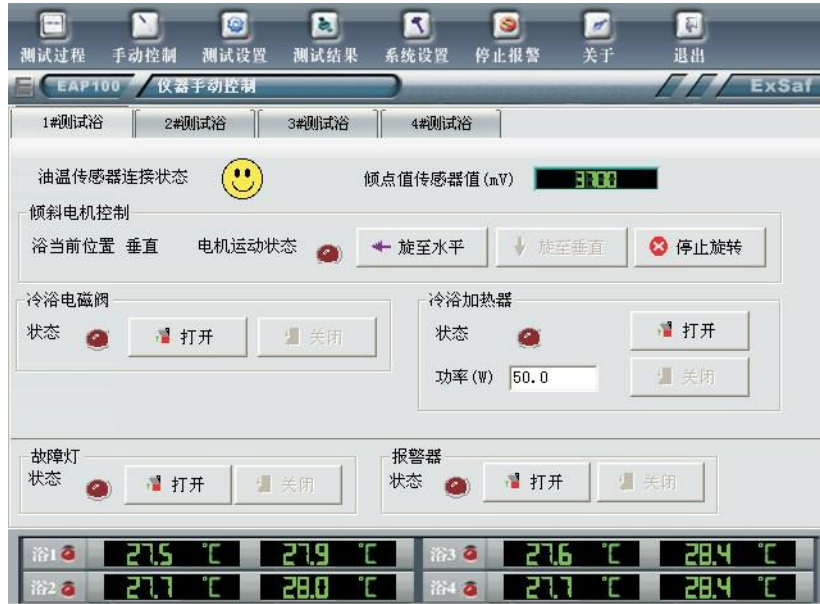 测试过程 手动控制 测试设置 测试结果 系统设置 停止报警 关于 退出
EAP100 仪器手动控制 ExSaf
1#测试浴 2#测试浴 3#测试浴 4#测试浴
油温传感器连接状态 倾点值传感器值(mV) 3700
倾斜电机控制
浴当前位置 垂直 电机运动状态 旋至水平 旋至垂直 停止旋转
冷浴电磁阀 冷浴加热器
状态 打开 关闭 状态 打开
功率(W) 50.0 关闭
故障灯 报警器
状态 打开 关闭 状态 打开 关闭
浴1 27.5 ℃ 27.9 ℃ 浴3 27.6 ℃ 28.4 ℃
浴2 27.7 ℃ 28.0 ℃ 浴4 27.7 ℃ 28.4 ℃